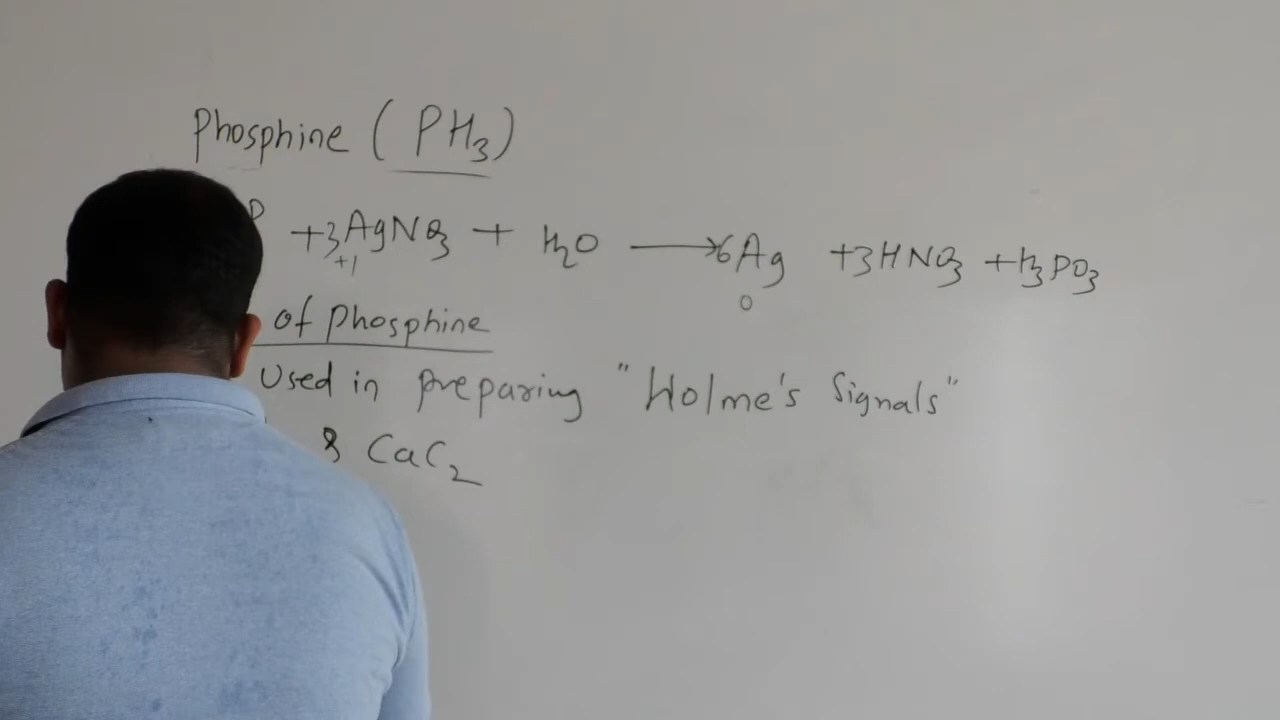 Phosphine (PH3)
P +3AgNO3 + H2O → 6Ag +3HNO3 +H3PO3
+1 0
of phosphine
Used in preparing "Holme's Signals"
& CaC2